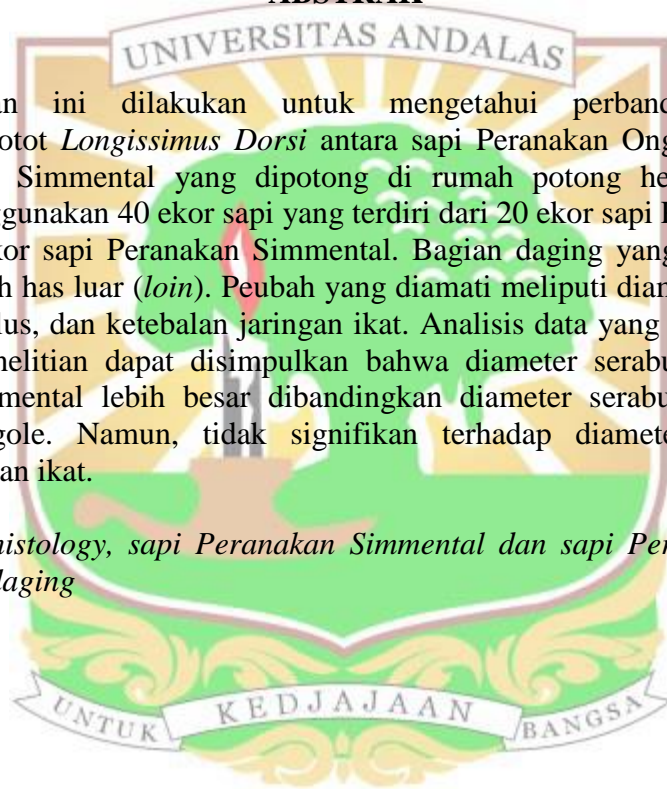 ABSTRAK
UNIVERSITAS ANDALAS
an ini dilakukan untuk mengetahui perband
otot Longissimus Dorsi antara sapi Peranakan Ong
Simmental yang dipotong di rumah potong he
ggunakan 40 ekor sapi yang terdiri dari 20 ekor sapi
kor sapi Peranakan Simmental. Bagian daging yang
h has luar (loin). Peubah yang diamati meliputi diam
lus, dan ketebalan jaringan ikat. Analisis data yang
nelitian dapat disimpulkan bahwa diameter serabu
mental lebih besar dibandingkan diameter serabu
gole. Namun, tidak signifikan terhadap diamete
an ikat.
histology, sapi Peranakan Simmental dan sapi Per
daging
UNTUK KEDJAJAAN BANGSA